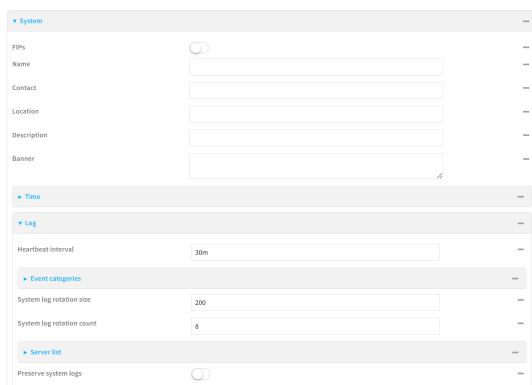 System
FIPs
Name
Contact
Location
Description
Banner
Time
Log
Heartbeat interval
30m
Event categories
System log rotation size
200
System log rotation count
8
Server list
Preserve system logs